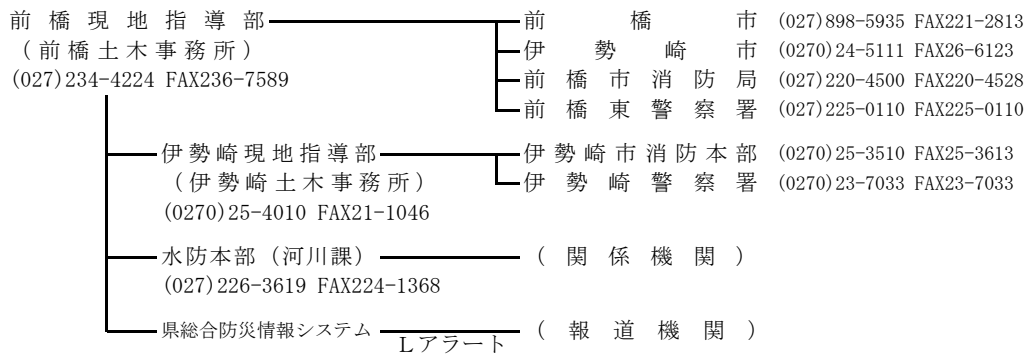 前橋現地指導部 前橋市 (027)898-5935 FAX221-2813
(前橋土木事務所) 伊勢崎市 (0270)24-5111 FAX26-6123
(027)234-4224 FAX236-7589 前橋市消防局 (027)220-4500 FAX220-4528
前橋東警察署 (027)225-0110 FAX225-0110
伊勢崎現地指導部 伊勢崎市消防本部 (0270)25-3510 FAX25-3613
(伊勢崎土木事務所) 伊勢崎警察署 (0270)23-7033 FAX23-7033
(0270)25-4010 FAX21-1046
水防本部(河川課) (関係機関)
(027)226-3619 FAX224-1368
県総合防災情報システム (報道機関)
Lアラート